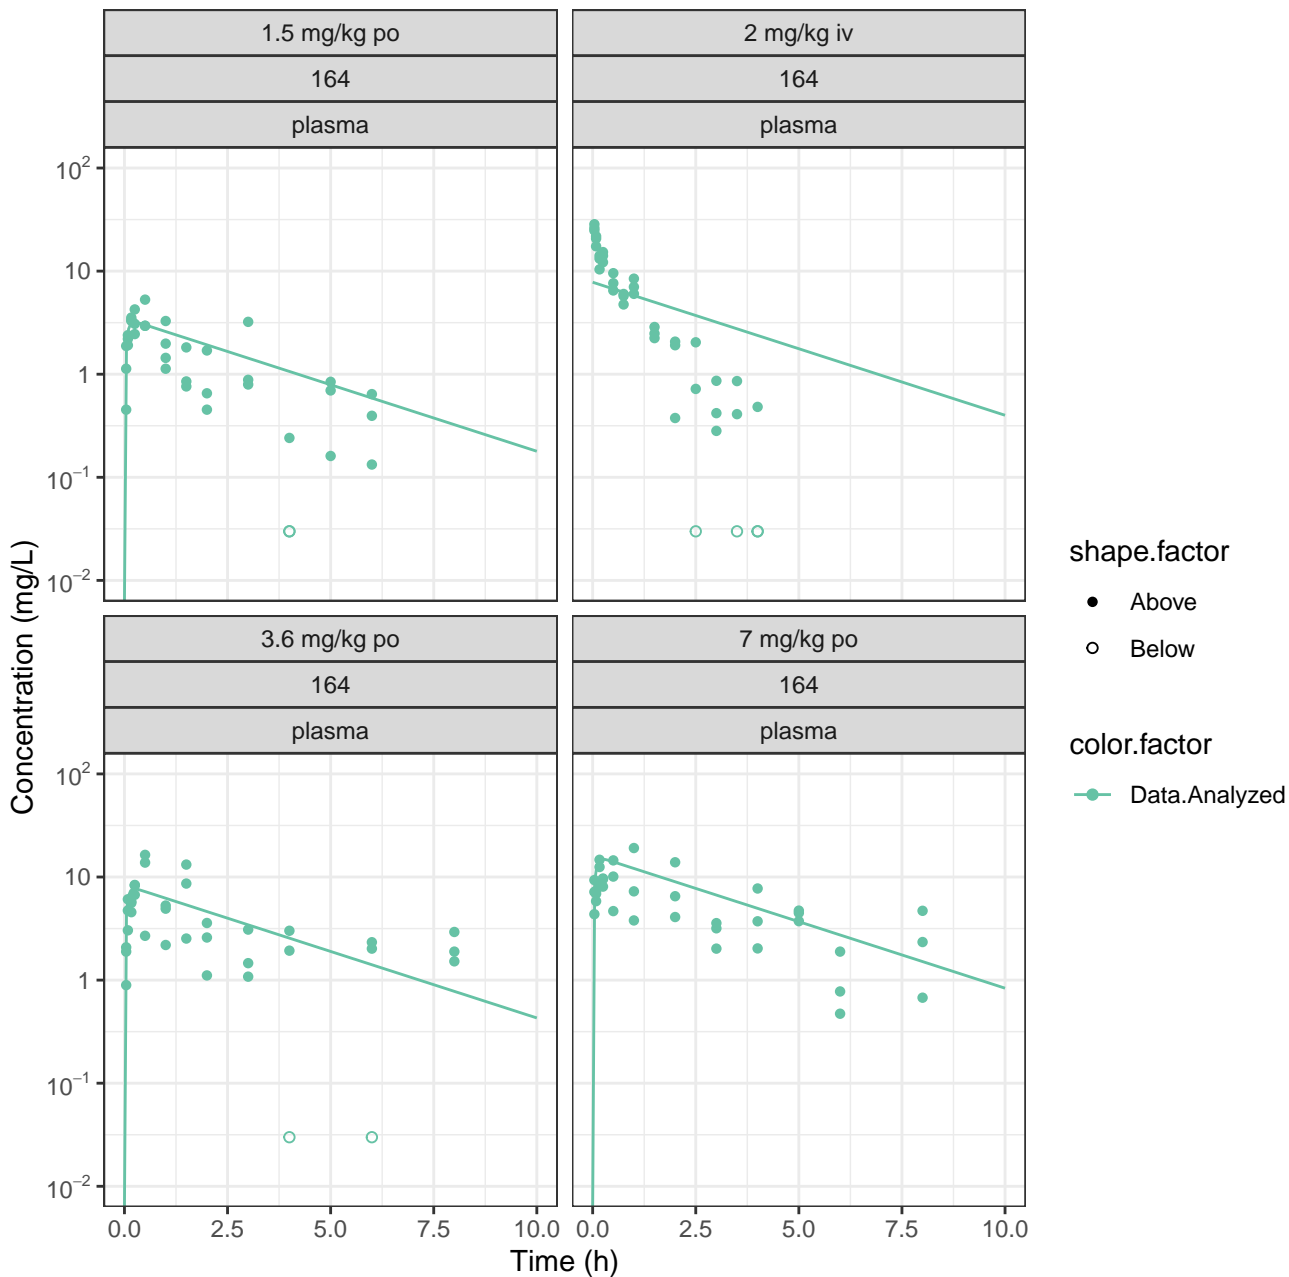 1.5 mg/kg po
164
plasma
2 mg/kg iv
164
plasma
10²
10
1
10⁻¹
10⁻²
3.6 mg/kg po
164
plasma
7 mg/kg po
164
plasma
10²
10
1
10⁻¹
10⁻²
0.0 2.5 5.0 7.5 10.0
0.0 2.5 5.0 7.5 10.0
Time (h)
Concentration (mg/L)
shape.factor
Above
Below
color.factor
Data.Analyzed